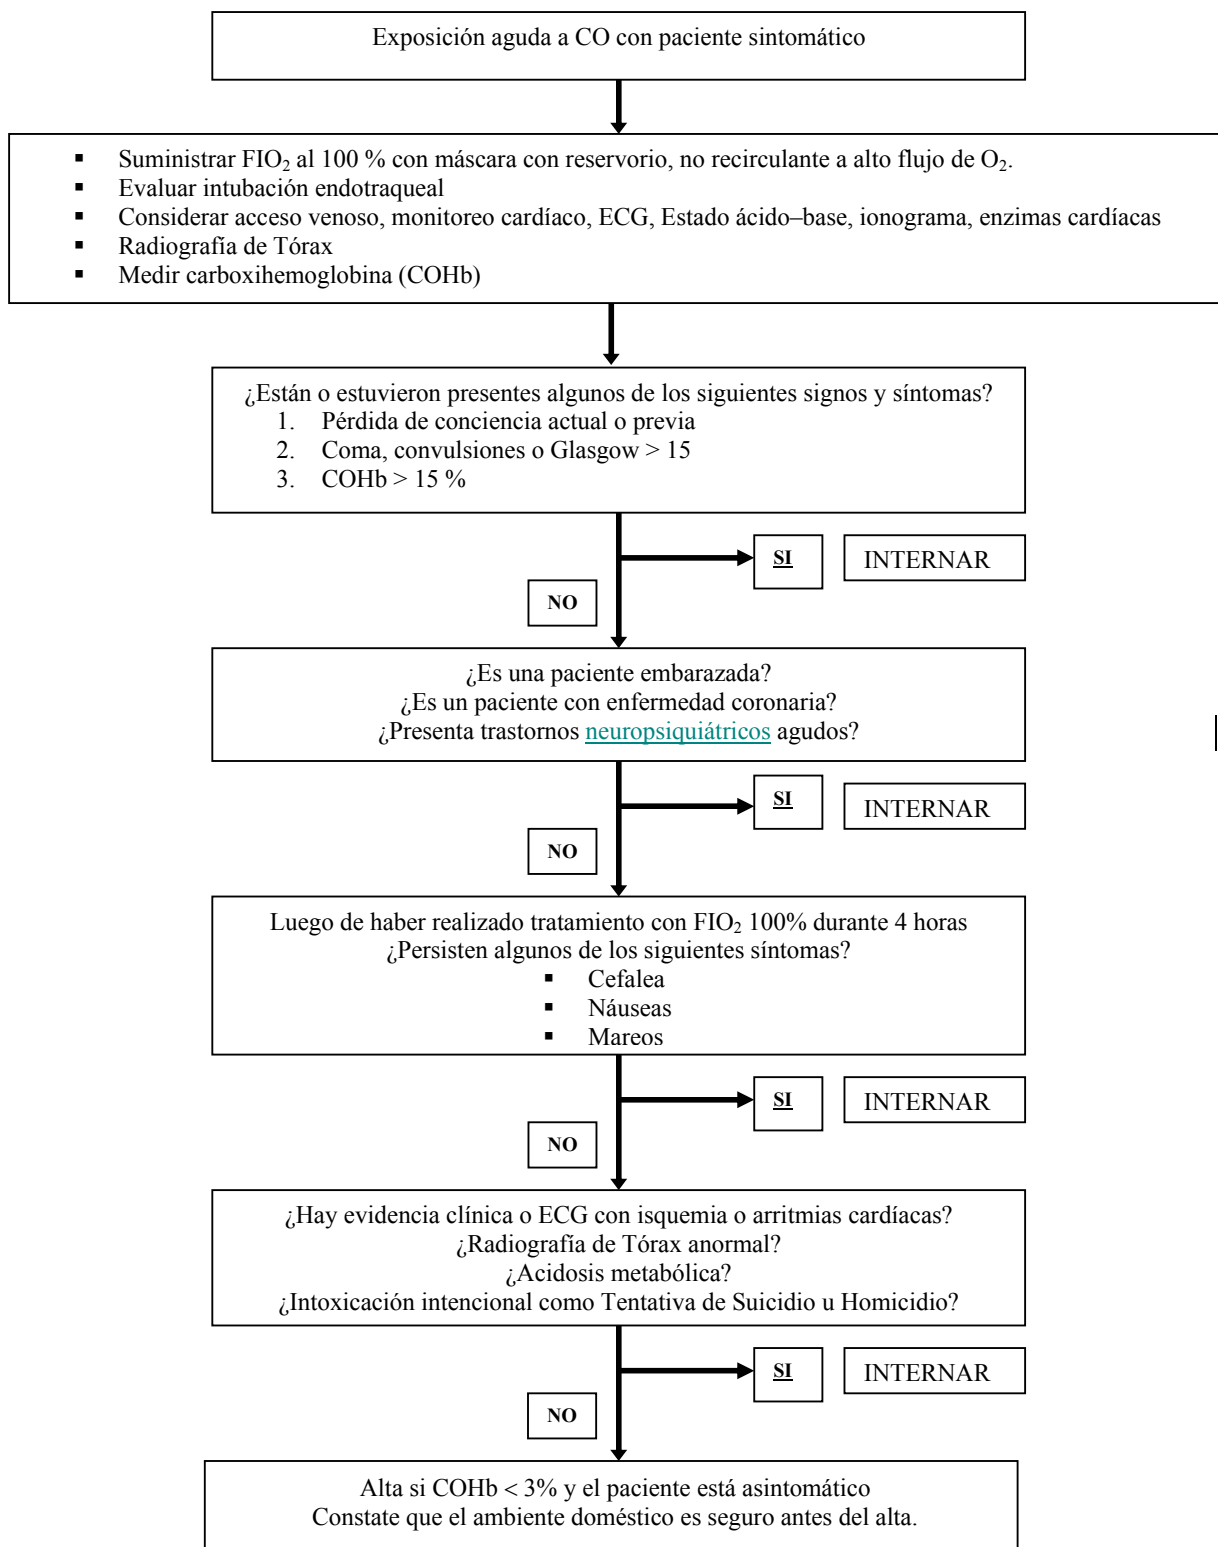 Exposición aguda a CO con paciente sintomático
▪ Suministrar FIO₂ al 100 % con máscara con reservorio, no recirculante a alto flujo de O₂.
▪ Evaluar intubación endotraqueal
▪ Considerar acceso venoso, monitoreo cardíaco, ECG, Estado ácido–base, ionograma, enzimas cardíacas
▪ Radiografía de Tórax
▪ Medir carboxihemoglobina (COHb)
¿Están o estuvieron presentes algunos de los siguientes signos y síntomas?
1. Pérdida de conciencia actual o previa
2. Coma, convulsiones o Glasgow > 15
3. COHb > 15 %
SI INTERNAR
NO
¿Es una paciente embarazada?
¿Es un paciente con enfermedad coronaria?
¿Presenta trastornos neuropsiquiátricos agudos?
SI INTERNAR
NO
Luego de haber realizado tratamiento con FIO₂ 100% durante 4 horas
¿Persisten algunos de los siguientes síntomas?
▪ Cefalea
▪ Náuseas
▪ Mareos
SI INTERNAR
NO
¿Hay evidencia clínica o ECG con isquemia o arritmias cardíacas?
¿Radiografía de Tórax anormal?
¿Acidosis metabólica?
¿Intoxicación intencional como Tentativa de Suicidio u Homicidio?
SI INTERNAR
NO
Alta si COHb < 3% y el paciente está asintomático
Constate que el ambiente doméstico es seguro antes del alta.